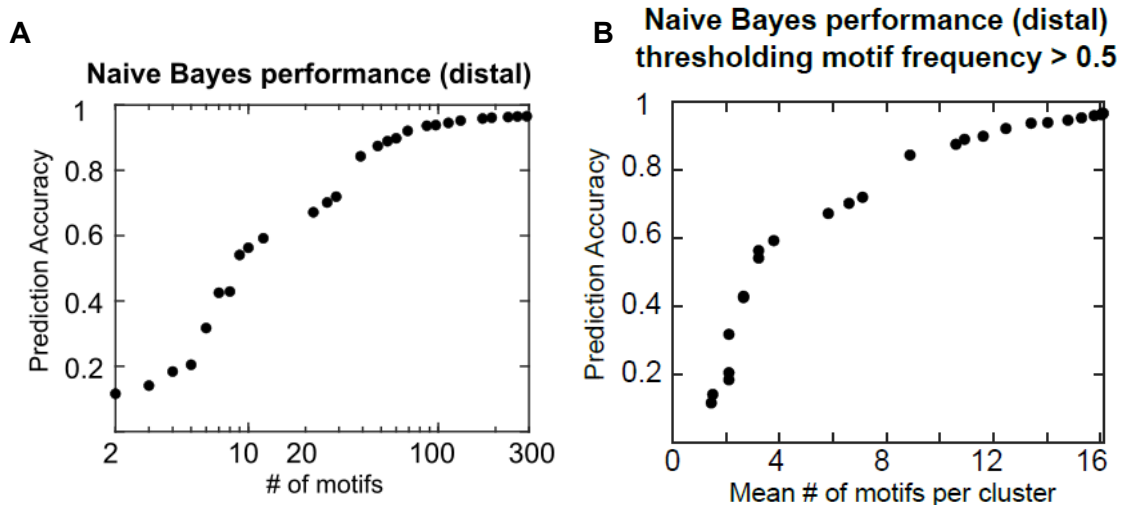 A
Naive Bayes performance (distal)
1
0.8
0.6
0.4
0.2
Prediction Accuracy
2
10
20
100
300
# of motifs
B
Naive Bayes performance (distal)
thresholding motif frequency > 0.5
1
0.8
0.6
0.4
0.2
Prediction Accuracy
0
4
8
12
16
Mean # of motifs per cluster